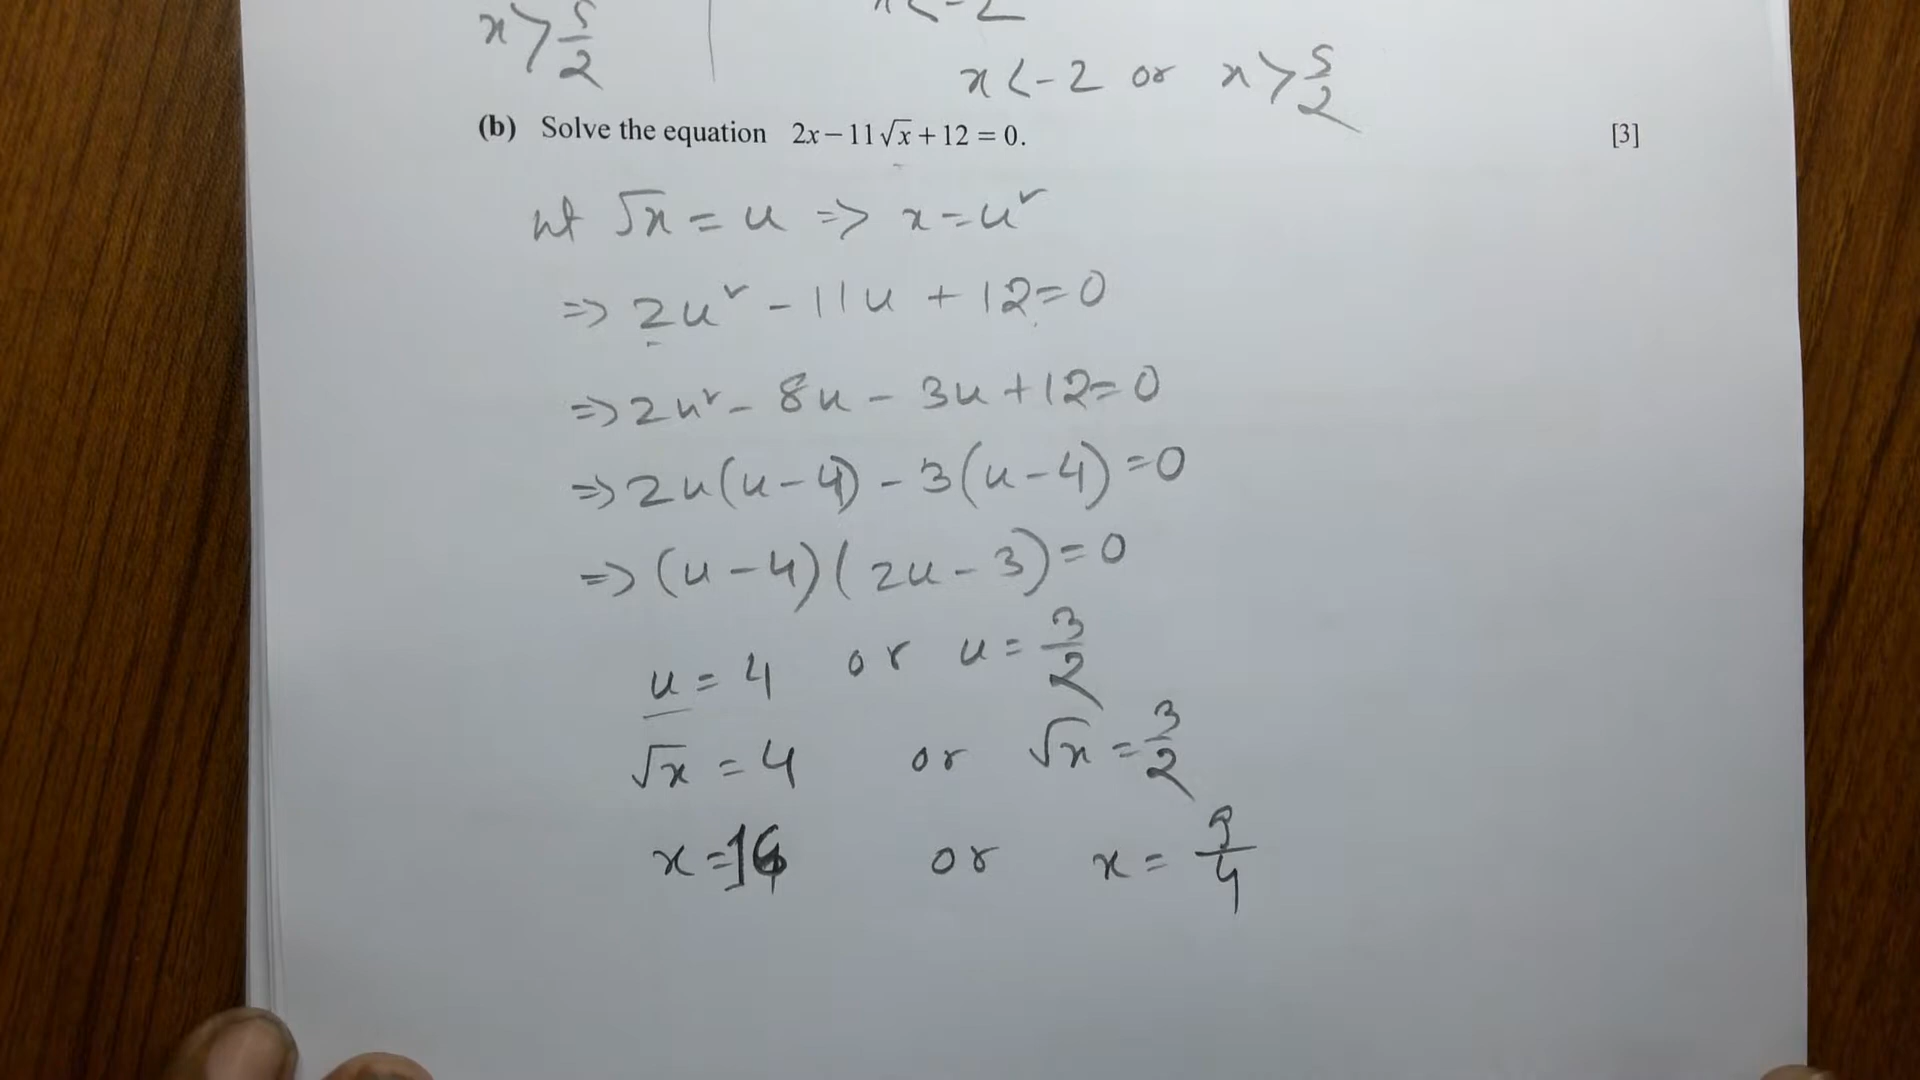 x > 5/2
x < -2
x < -2 or x > 5/2
(b) Solve the equation 2x − 11√x + 12 = 0. [3]
let √x = u => x = u²
=> 2u² - 11u + 12 = 0
=> 2u² - 8u - 3u + 12 = 0
=> 2u(u-4) - 3(u-4) = 0
=> (u-4)(2u-3) = 0
u = 4 or u = 3/2
√x = 4 or √x = 3/2
x = 16 or x = 9/4